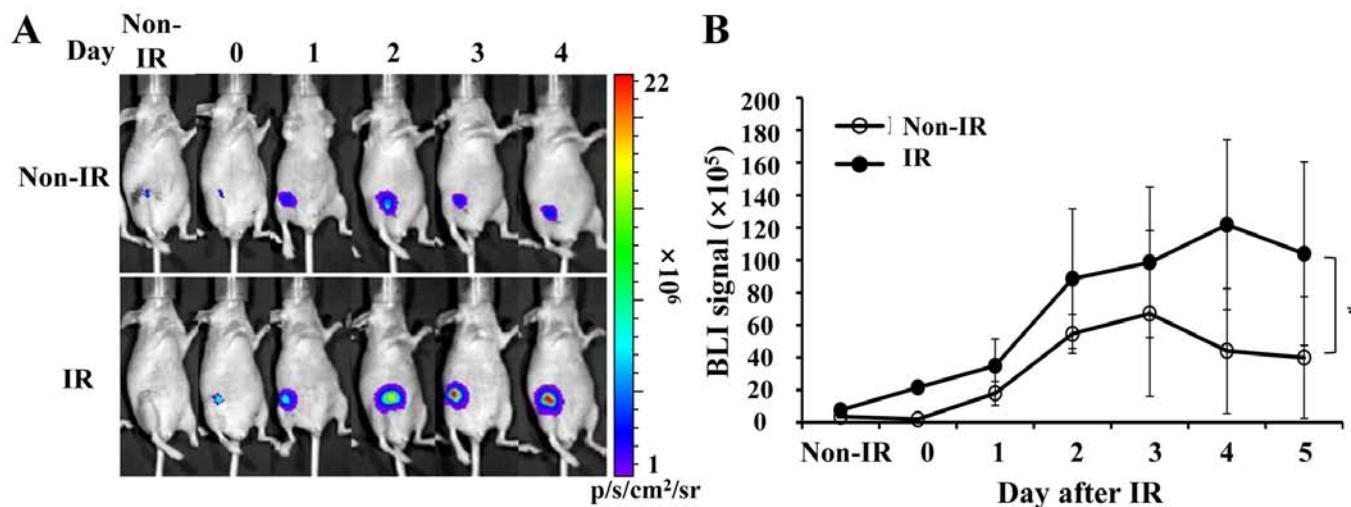 A
Day Non-IR 0 1 2 3 4
Non-IR
IR
22
×10⁶
1
p/s/cm²/sr
B
200
180
160
140
120
100
80
60
40
20
0
BLI signal (×10⁵)
Non-IR
IR
*
Non-IR 0 1 2 3 4 5
Day after IR